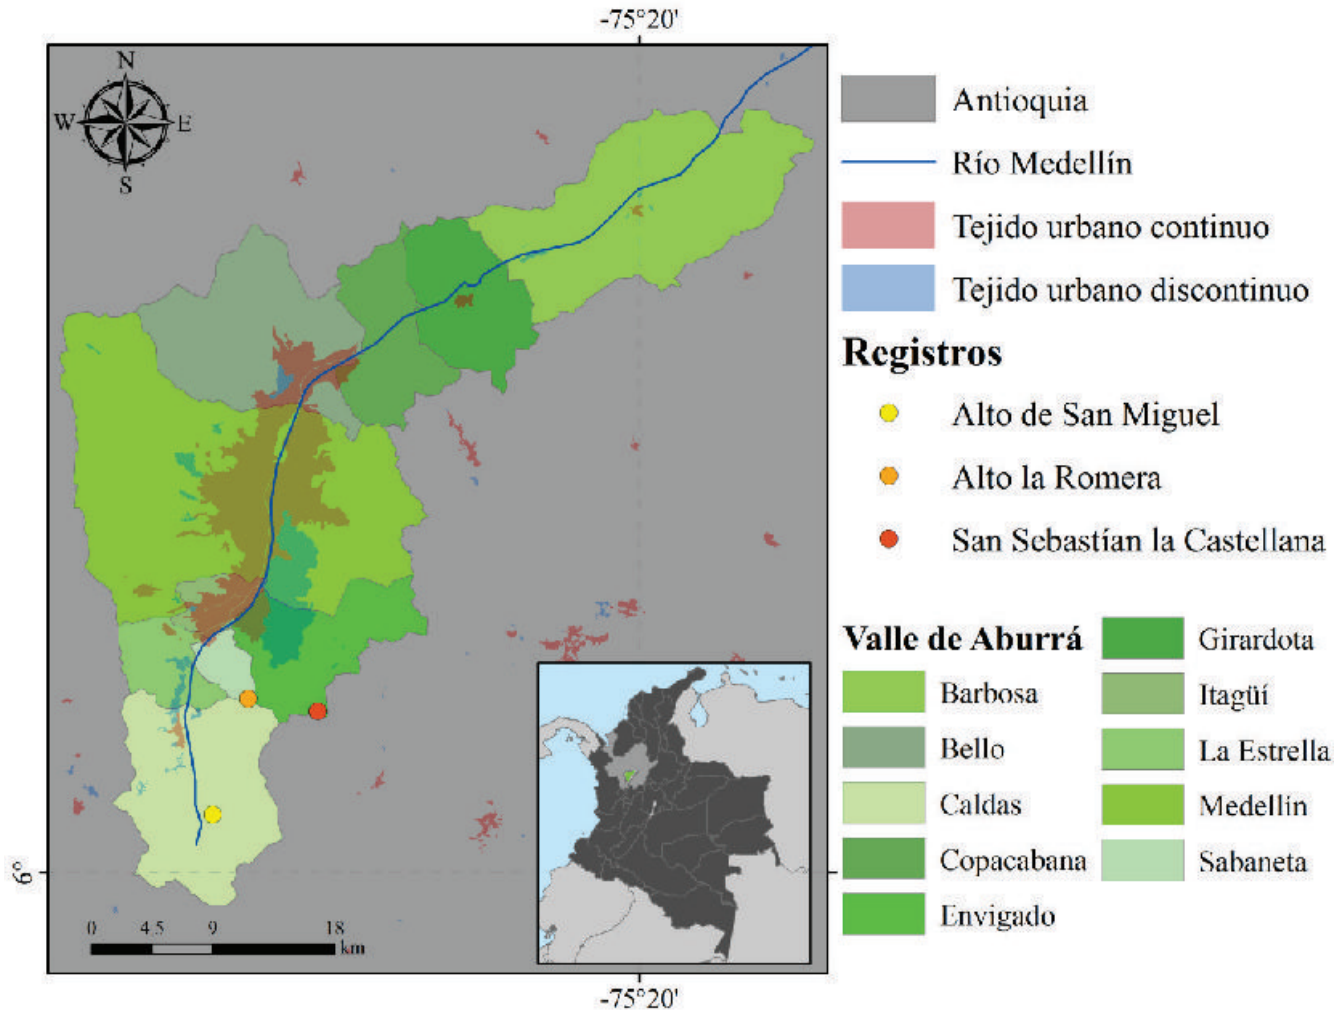 -75°20'
N
W
E
S
Antioquia
Río Medellín
Tejido urbano continuo
Tejido urbano discontinuo
Registros
Alto de San Miguel
Alto la Romera
San Sebastían la Castellana
Valle de Aburrá
Barbosa
Bello
Caldas
Copacabana
Envigado
Girardota
Itagüí
La Estrella
Medellín
Sabaneta
6°
0 4.5 9 18
km
-75°20'